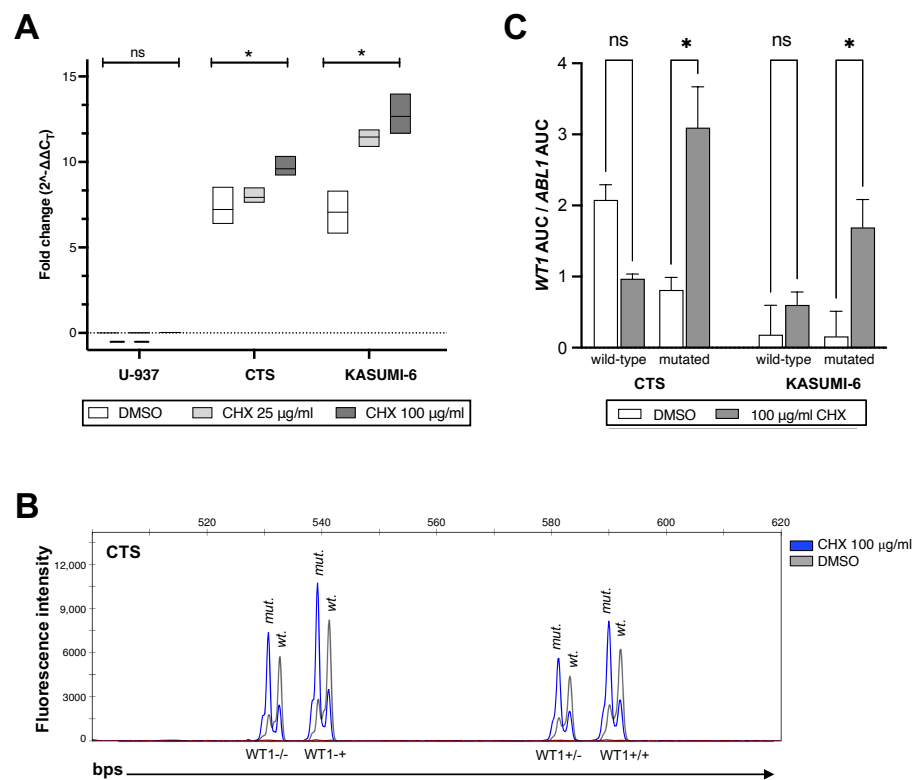 A
ns
*
*
15
10
5
0
Fold change (2^-ΔΔCT)
U-937
CTS
KASUMI-6
DMSO
CHX 25 µg/ml
CHX 100 µg/ml
C
ns
*
ns
*
4
3
2
1
0
WT1 AUC / ABL1 AUC
wild-type
mutated
wild-type
mutated
CTS
KASUMI-6
DMSO
100 µg/ml CHX
B
520
540
560
580
600
620
CTS
CHX 100 µg/ml
DMSO
12,000
9,000
6000
3000
0
Fluorescence intensity
mut.
wt.
mut.
wt.
mut.
wt.
mut.
wt.
WT1-/-
WT1-+
WT1+/-
WT1+/+
bps